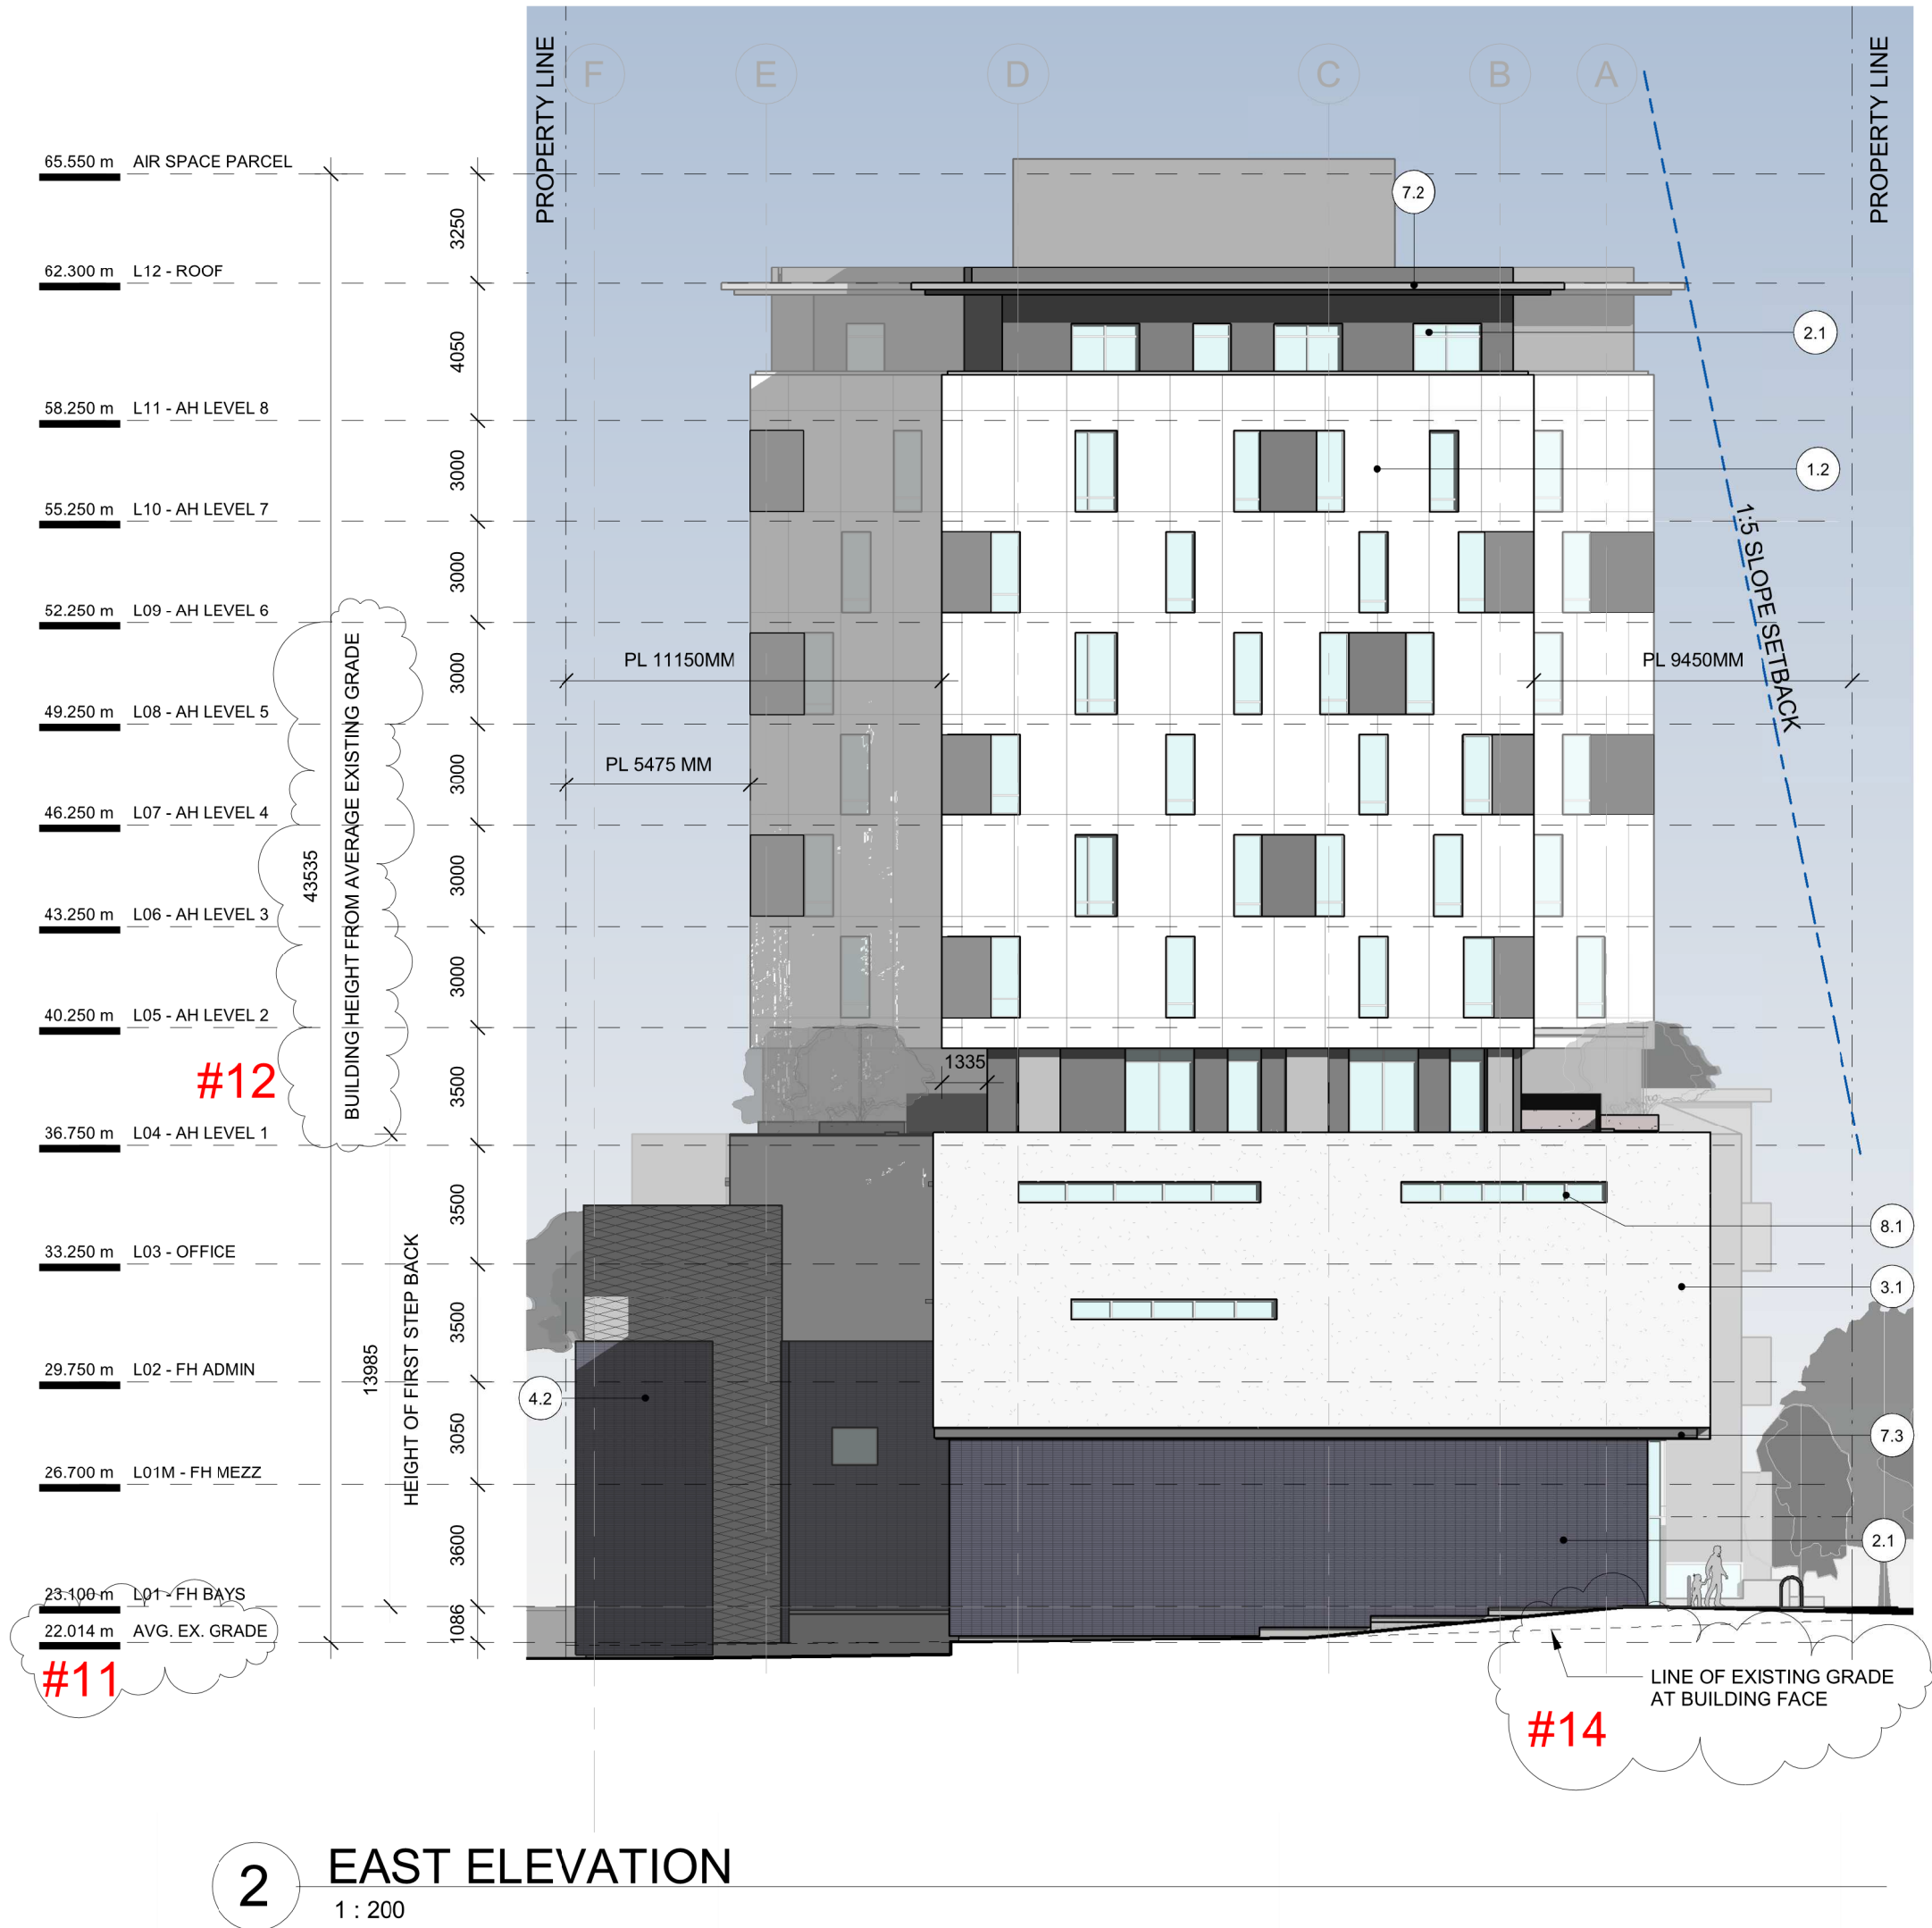 PROPERTY LINE
F
E
D
C
B
A
PROPERTY LINE
65.550 m AIR SPACE PARCEL
3250
7.2
62.300 m L12 - ROOF
4050
2.1
58.250 m L11 - AH LEVEL 8
3000
1.2
55.250 m L10 - AH LEVEL 7
3000
1:5 SLOPE SETBACK
52.250 m L09 - AH LEVEL 6
3000
PL 11150MM
PL 9450MM
49.250 m L08 - AH LEVEL 5
3000
PL 5475 MM
46.250 m L07 - AH LEVEL 4
3000
43535
BUILDING HEIGHT FROM AVERAGE EXISTING GRADE
43.250 m L06 - AH LEVEL 3
3000
40.250 m L05 - AH LEVEL 2
#12
3500
1335
36.750 m L04 - AH LEVEL 1
3500
8.1
33.250 m L03 - OFFICE
3.1
3500
13985
HEIGHT OF FIRST STEP BACK
29.750 m L02 - FH ADMIN
4.2
3050
7.3
26.700 m L01M - FH MEZZ
3600
2.1
23.100 m L01 - FH BAYS
1086
22.014 m AVG. EX. GRADE
#11
LINE OF EXISTING GRADE
AT BUILDING FACE
#14
2
EAST ELEVATION
1 : 200